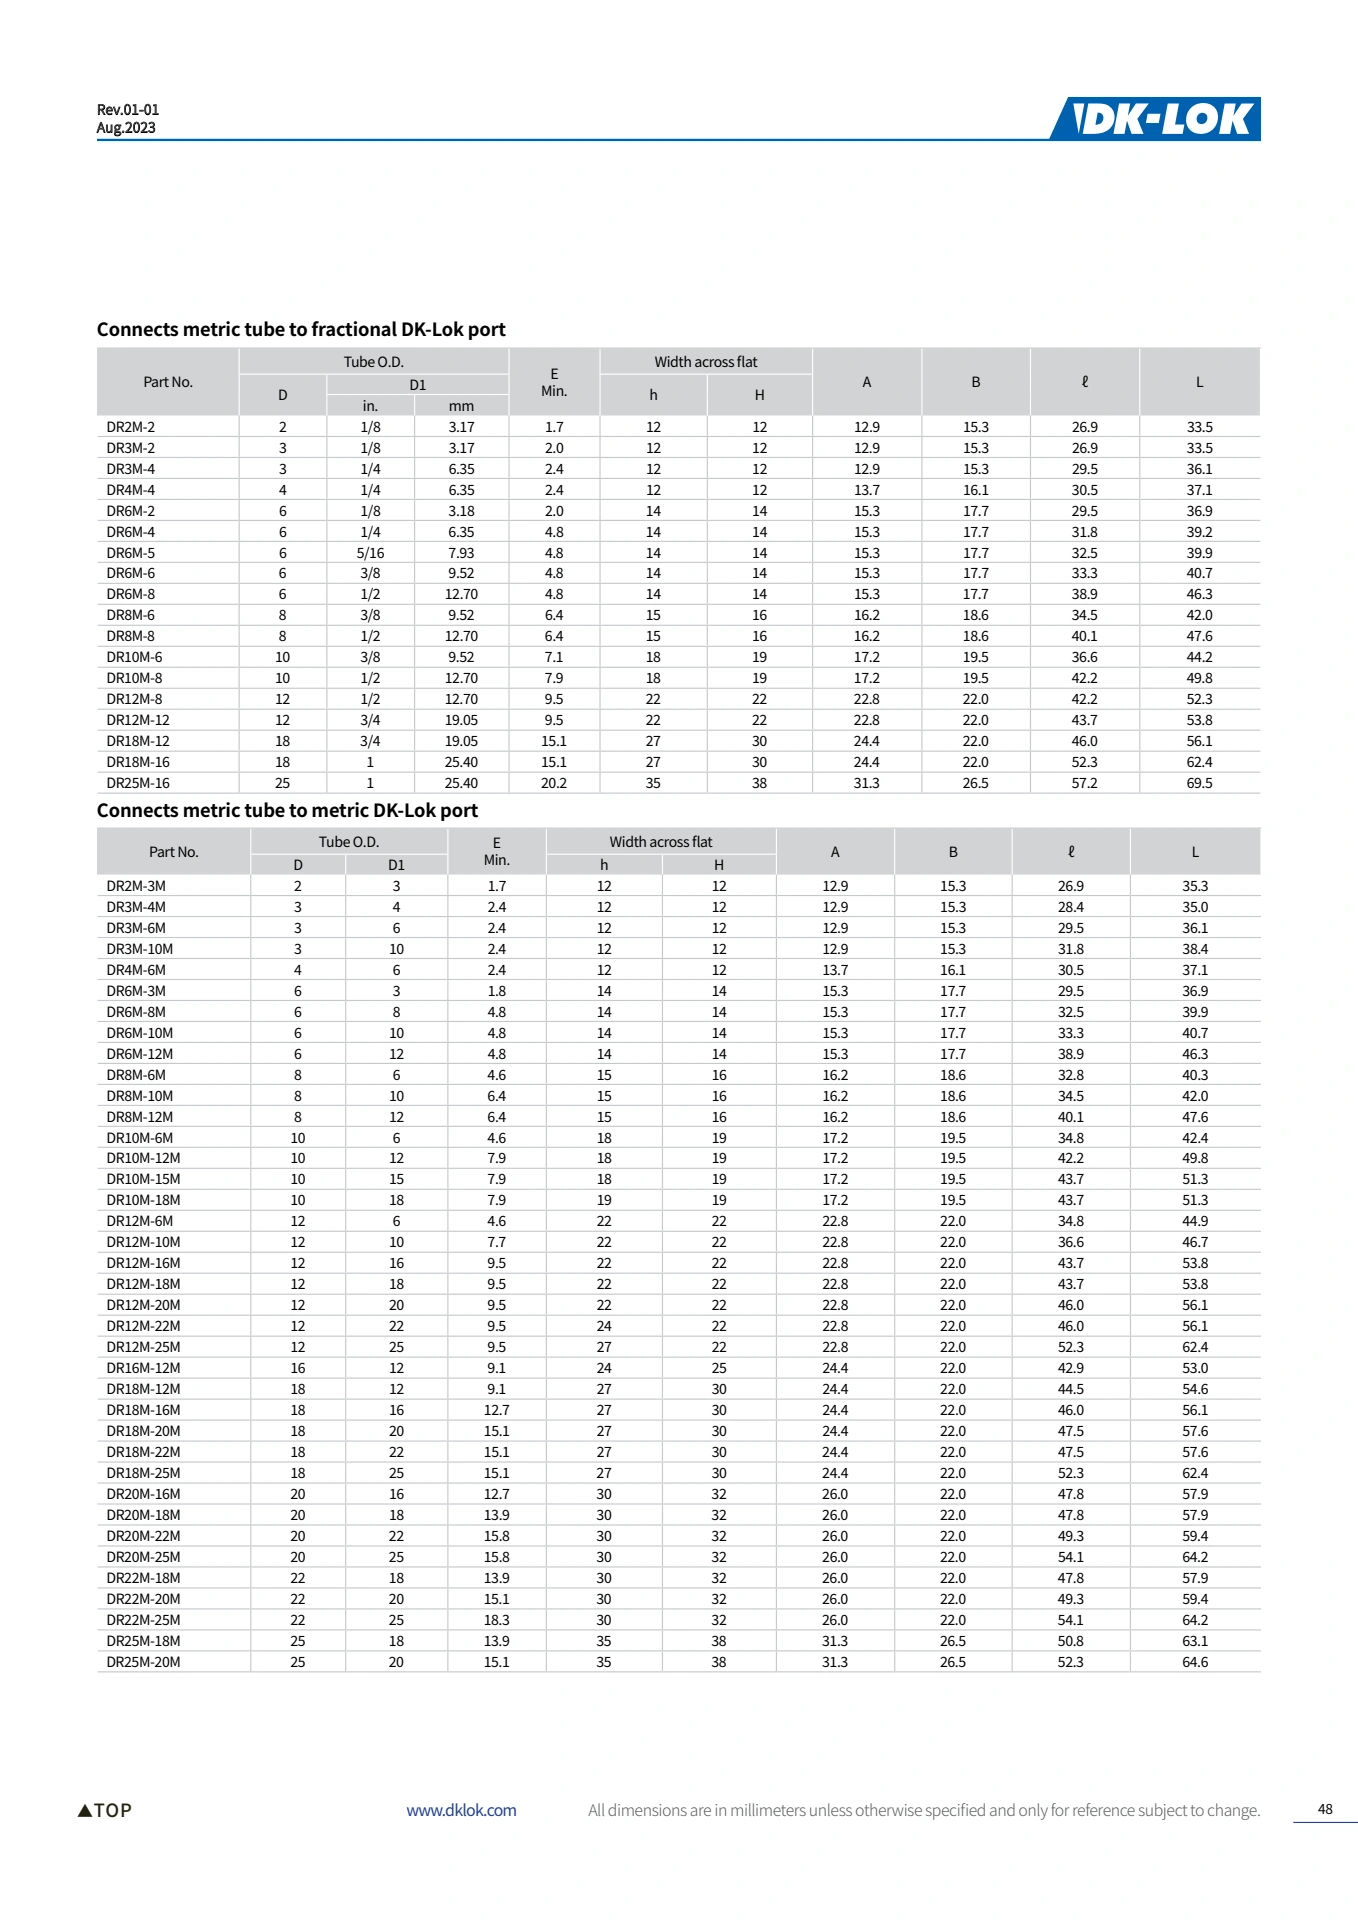 Rev.01-01
Aug.2023
DK-LOK
Connects metric tube to fractional DK-Lok port
Part No. Tube O.D. E Min. Width across flat A B ℓ L
D D1 h H
in. mm
DR2M-2 2 1/8 3.17 1.7 12 12 12.9 15.3 26.9 33.5
DR3M-2 3 1/8 3.17 2.0 12 12 12.9 15.3 26.9 33.5
DR3M-4 3 1/4 6.35 2.4 12 12 12.9 15.3 29.5 36.1
DR4M-4 4 1/4 6.35 2.4 12 12 13.7 16.1 30.5 37.1
DR6M-2 6 1/8 3.18 2.0 14 14 15.3 17.7 29.5 36.9
DR6M-4 6 1/4 6.35 4.8 14 14 15.3 17.7 31.8 39.2
DR6M-5 6 5/16 7.93 4.8 14 14 15.3 17.7 32.5 39.9
DR6M-6 6 3/8 9.52 4.8 14 14 15.3 17.7 33.3 40.7
DR6M-8 6 1/2 12.70 4.8 14 14 15.3 17.7 38.9 46.3
DR8M-6 8 3/8 9.52 6.4 15 16 16.2 18.6 34.5 42.0
DR8M-8 8 1/2 12.70 6.4 15 16 16.2 18.6 40.1 47.6
DR10M-6 10 3/8 9.52 7.1 18 19 17.2 19.5 36.6 44.2
DR10M-8 10 1/2 12.70 7.9 18 19 17.2 19.5 42.2 49.8
DR12M-8 12 1/2 12.70 9.5 22 22 22.8 22.0 42.2 52.3
DR12M-12 12 3/4 19.05 9.5 22 22 22.8 22.0 43.7 53.8
DR18M-12 18 3/4 19.05 15.1 27 30 24.4 22.0 46.0 56.1
DR18M-16 18 1 25.40 15.1 27 30 24.4 22.0 52.3 62.4
DR25M-16 25 1 25.40 20.2 35 38 31.3 26.5 57.2 69.5
Connects metric tube to metric DK-Lok port
Part No. Tube O.D. E Min. Width across flat A B ℓ L
D D1 h H
DR2M-3M 2 3 1.7 12 12 12.9 15.3 26.9 35.3
DR3M-4M 3 4 2.4 12 12 12.9 15.3 28.4 35.0
DR3M-6M 3 6 2.4 12 12 12.9 15.3 29.5 36.1
DR3M-10M 3 10 2.4 12 12 12.9 15.3 31.8 38.4
DR4M-6M 4 6 2.4 12 12 13.7 16.1 30.5 37.1
DR6M-3M 6 3 1.8 14 14 15.3 17.7 29.5 36.9
DR6M-8M 6 8 4.8 14 14 15.3 17.7 32.5 39.9
DR6M-10M 6 10 4.8 14 14 15.3 17.7 33.3 40.7
DR6M-12M 6 12 4.8 14 14 15.3 17.7 38.9 46.3
DR8M-6M 8 6 4.6 15 16 16.2 18.6 32.8 40.3
DR8M-10M 8 10 6.4 15 16 16.2 18.6 34.5 42.0
DR8M-12M 8 12 6.4 15 16 16.2 18.6 40.1 47.6
DR10M-6M 10 6 4.6 18 19 17.2 19.5 34.8 42.4
DR10M-12M 10 12 7.9 18 19 17.2 19.5 42.2 49.8
DR10M-15M 10 15 7.9 18 19 17.2 19.5 43.7 51.3
DR10M-18M 10 18 7.9 19 19 17.2 19.5 43.7 51.3
DR12M-6M 12 6 4.6 22 22 22.8 22.0 34.8 44.9
DR12M-10M 12 10 7.7 22 22 22.8 22.0 36.6 46.7
DR12M-16M 12 16 9.5 22 22 22.8 22.0 43.7 53.8
DR12M-18M 12 18 9.5 22 22 22.8 22.0 43.7 53.8
DR12M-20M 12 20 9.5 22 22 22.8 22.0 46.0 56.1
DR12M-22M 12 22 9.5 24 22 22.8 22.0 46.0 56.1
DR12M-25M 12 25 9.5 27 22 22.8 22.0 52.3 62.4
DR16M-12M 16 12 9.1 24 25 24.4 22.0 42.9 53.0
DR18M-12M 18 12 9.1 27 30 24.4 22.0 44.5 54.6
DR18M-16M 18 16 12.7 27 30 24.4 22.0 46.0 56.1
DR18M-20M 18 20 15.1 27 30 24.4 22.0 47.5 57.6
DR18M-22M 18 22 15.1 27 30 24.4 22.0 47.5 57.6
DR18M-25M 18 25 15.1 27 30 24.4 22.0 52.3 62.4
DR20M-16M 20 16 12.7 30 32 26.0 22.0 47.8 57.9
DR20M-18M 20 18 13.9 30 32 26.0 22.0 47.8 57.9
DR20M-22M 20 22 15.8 30 32 26.0 22.0 49.3 59.4
DR20M-25M 20 25 15.8 30 32 26.0 22.0 54.1 64.2
DR22M-18M 22 18 13.9 30 32 26.0 22.0 47.8 57.9
DR22M-20M 22 20 15.1 30 32 26.0 22.0 49.3 59.4
DR22M-25M 22 25 18.3 30 32 26.0 22.0 54.1 64.2
DR25M-18M 25 18 13.9 35 38 31.3 26.5 50.8 63.1
DR25M-20M 25 20 15.1 35 38 31.3 26.5 52.3 64.6
▲TOP www.dklok.com All dimensions are in millimeters unless otherwise specified and only for reference subject to change. 48